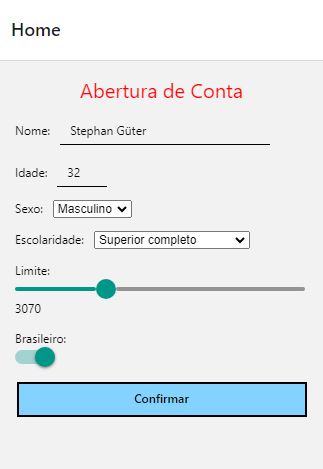 Home
Abertura de Conta
Nome: Stephan Güter
Idade: 32
Sexo: Masculino
Escolaridade: Superior completo
Limite:
3070
Brasileiro:
Confirmar